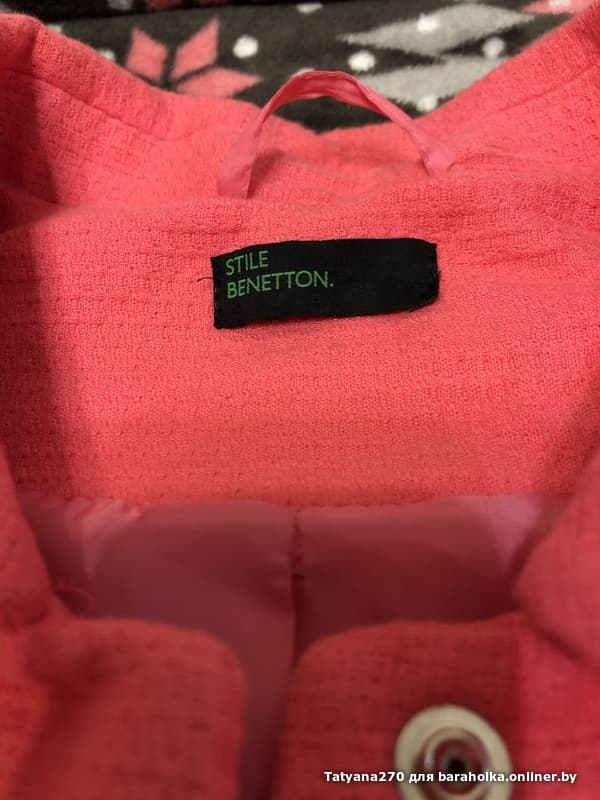 STILE
BENETTON.
Tatyana270 для baraholka.onliner.by